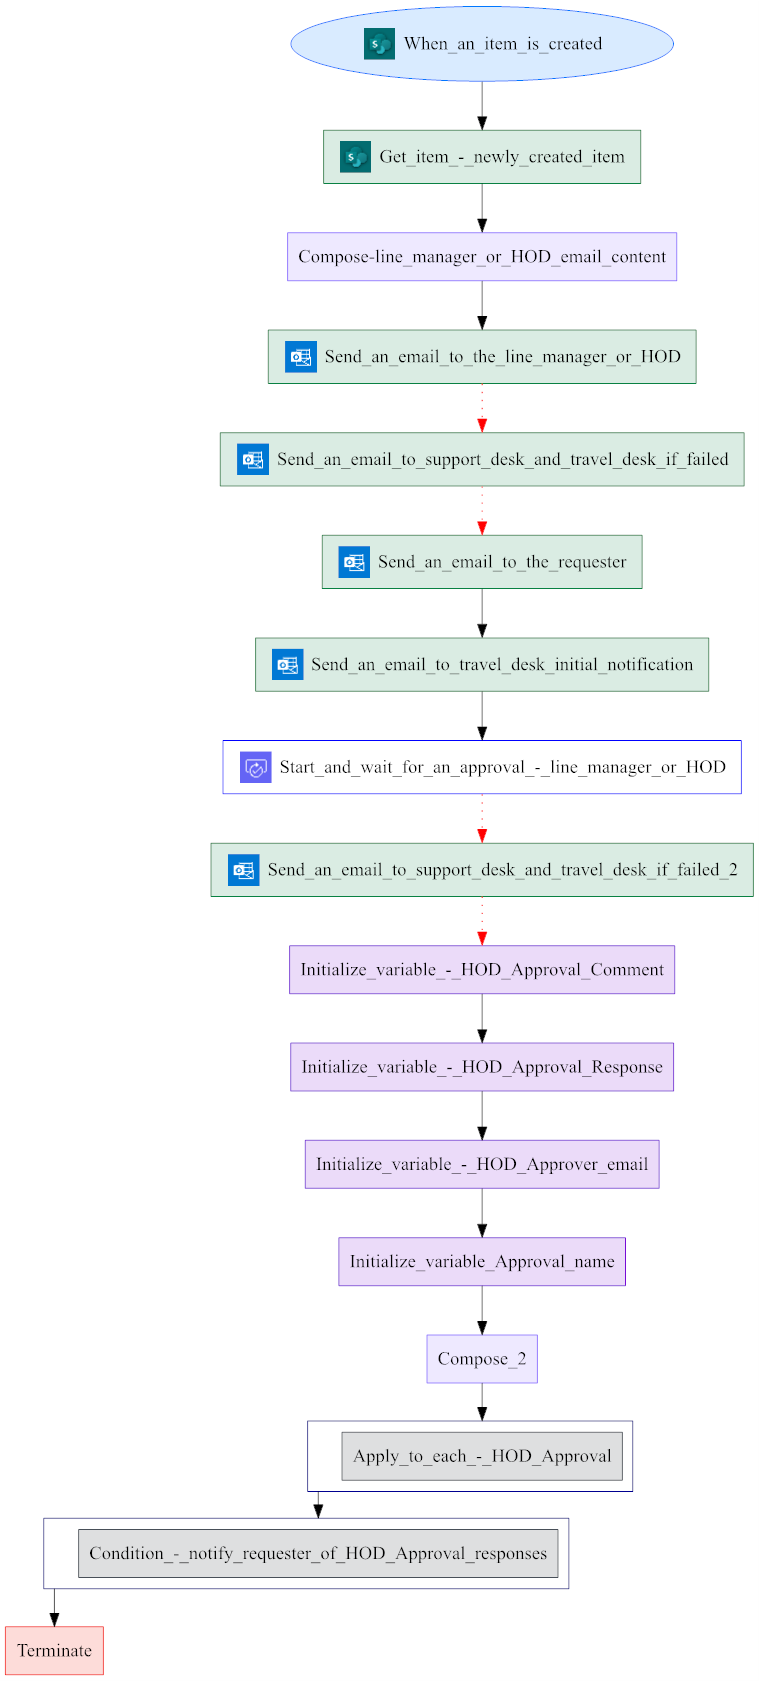 When_an_item_is_created
Get_item_-_newly_created_item
Compose-line_manager_or_HOD_email_content
Send_an_email_to_the_line_manager_or_HOD
Send_an_email_to_support_desk_and_travel_desk_if_failed
Send_an_email_to_the_requester
Send_an_email_to_travel_desk_initial_notification
Start_and_wait_for_an_approval_-_line_manager_or_HOD
Send_an_email_to_support_desk_and_travel_desk_if_failed_2
Initialize_variable_-_HOD_Approval_Comment
Initialize_variable_-_HOD_Approval_Response
Initialize_variable_-_HOD_Approver_email
Initialize_variable_Approval_name
Compose_2
Apply_to_each_-_HOD_Approval
Condition_-_notify_requester_of_HOD_Approval_responses
Terminate